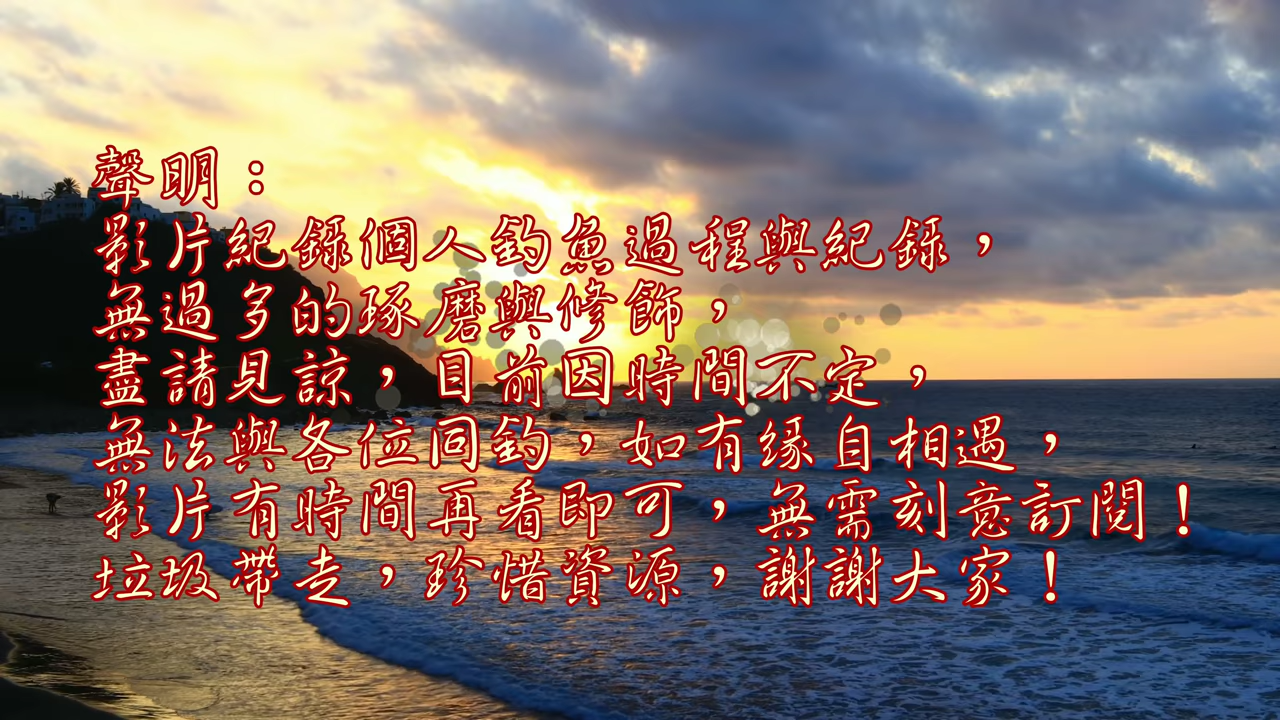 聲明：
影片紀錄個人釣魚過程與紀錄，
無過多的琢磨與修飾，
盡請見諒，目前因時間不定，
無法與各位同釣，如有緣自相遇，
影片有時間再看即可，無需刻意訂閱！
垃圾帶走，珍惜資源，謝謝大家！